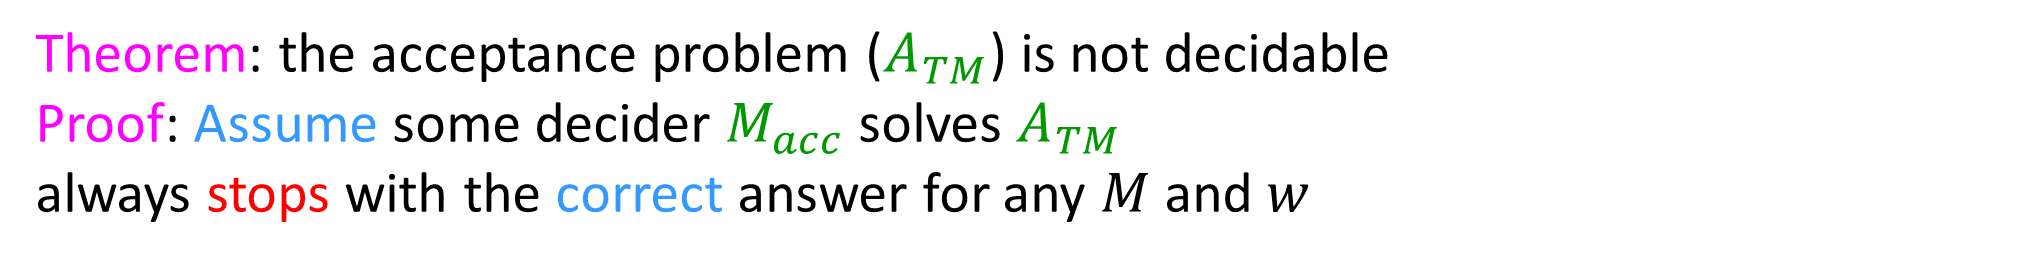 Theorem: the acceptance problem (A_TM) is not decidable
Proof: Assume some decider M_acc solves A_TM
always stops with the correct answer for any M and w